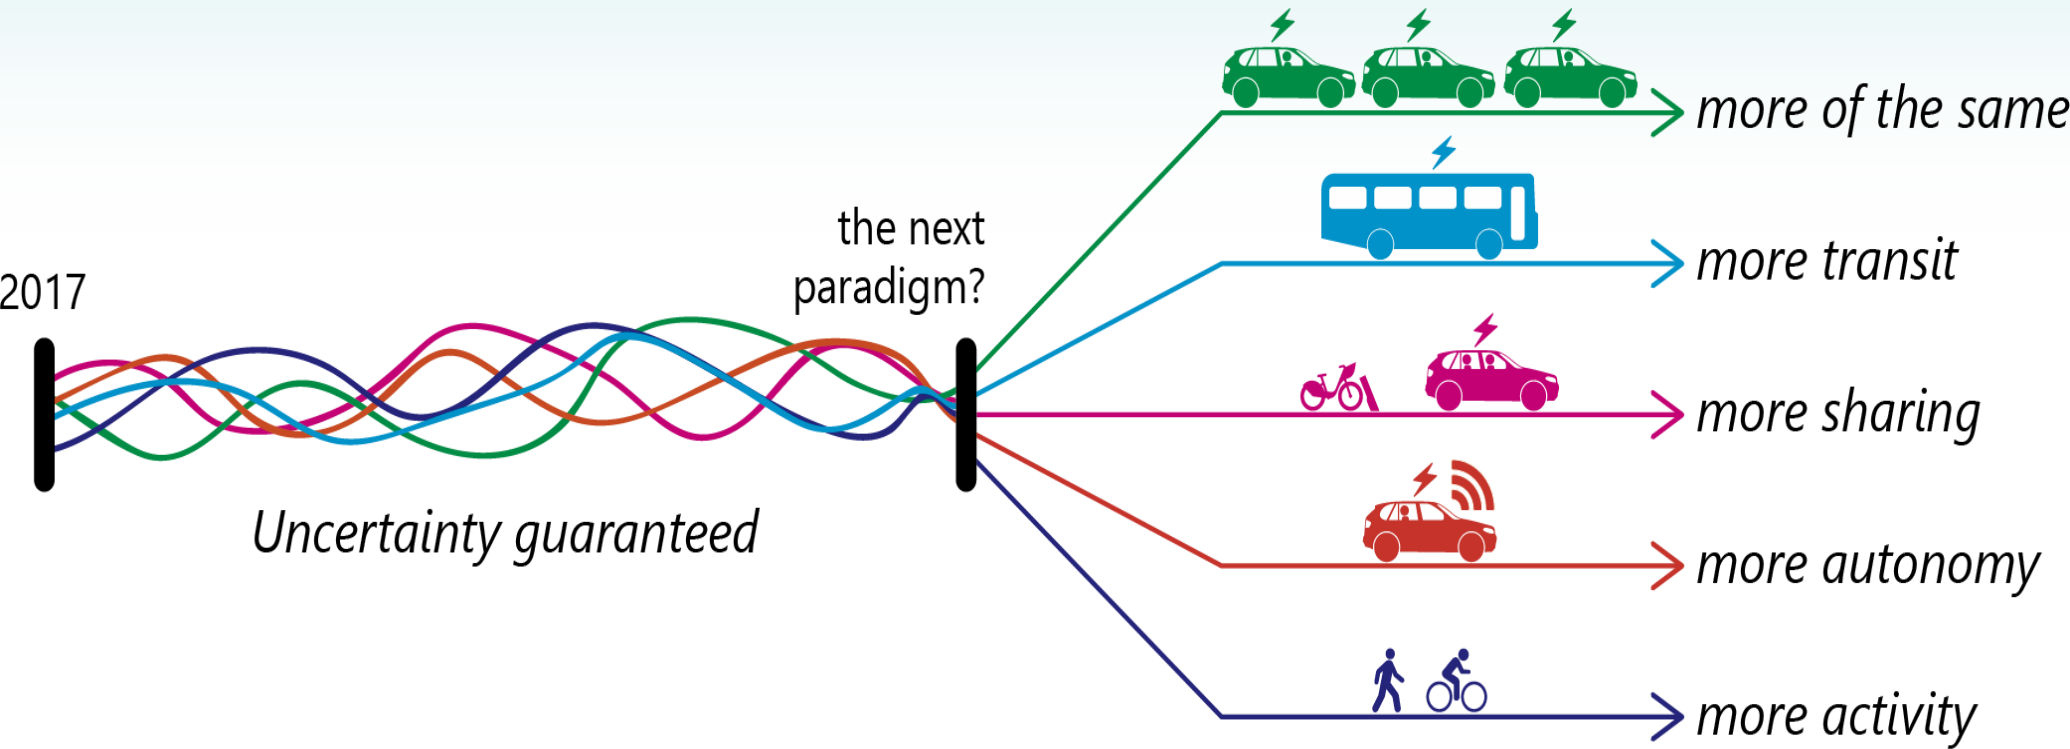 2017
Uncertainty guaranteed
the next
paradigm?
more of the same
more transit
more sharing
more autonomy
more activity